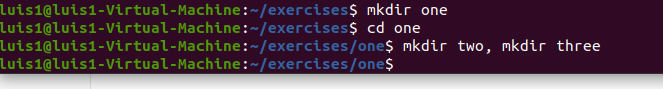 luis1@luis1-Virtual-Machine:~/exercises$ mkdir one
luis1@luis1-Virtual-Machine:~/exercises$ cd one
luis1@luis1-Virtual-Machine:~/exercises/one$ mkdir two, mkdir three
luis1@luis1-Virtual-Machine:~/exercises/one$